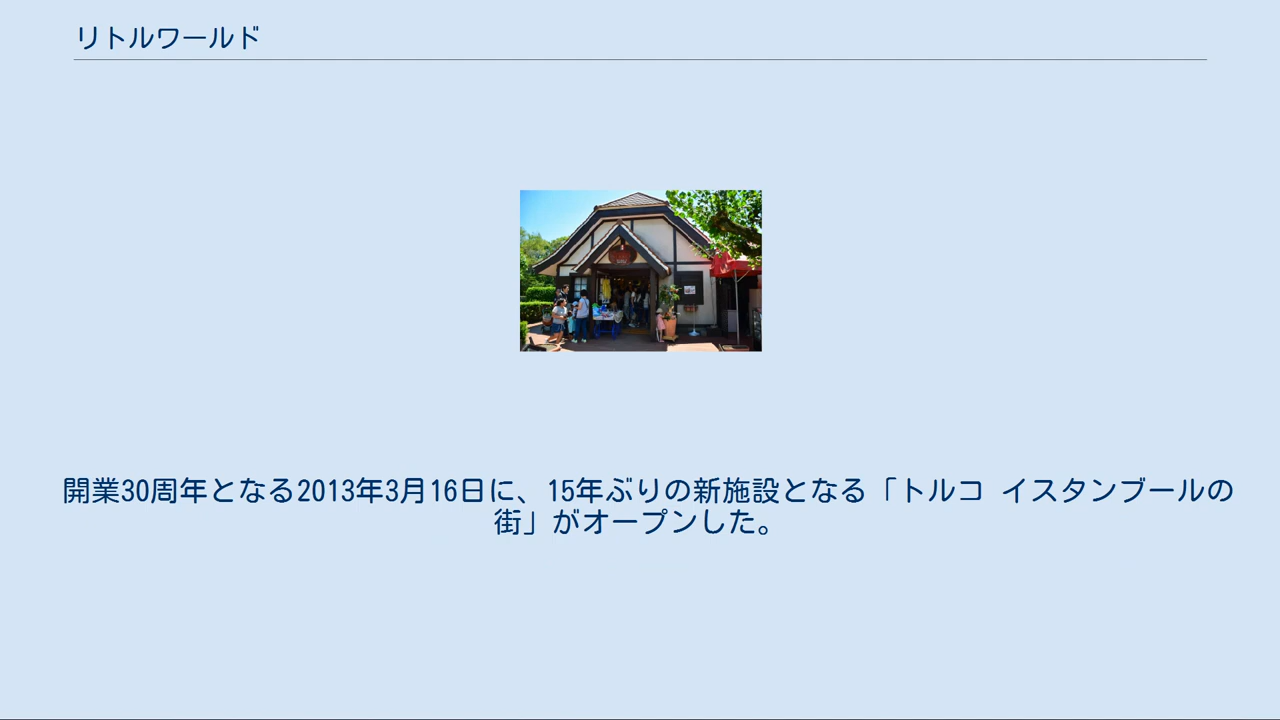 リトルワールド
開業30周年となる2013年3月16日に、15年ぶりの新施設となる「トルコ イスタンブールの
街」がオープンした。